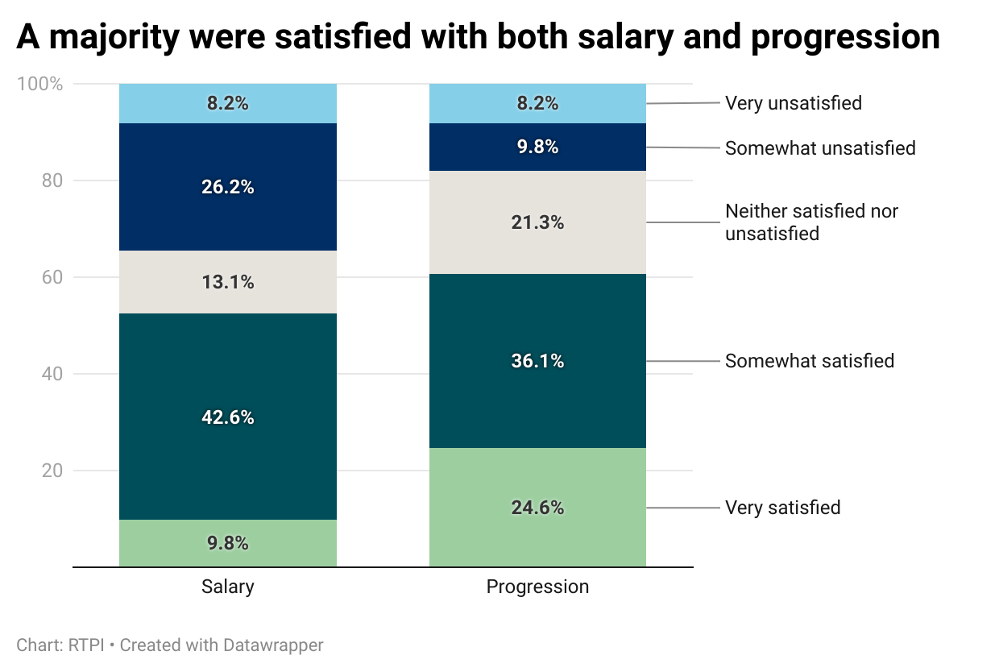 A majority were satisfied with both salary and progression
100%
80
60
40
20
8.2%
26.2%
13.1%
42.6%
9.8%
8.2%
9.8%
21.3%
36.1%
24.6%
Very unsatisfied
Somewhat unsatisfied
Neither satisfied nor
unsatisfied
Somewhat satisfied
Very satisfied
Salary
Progression
Chart: RTPI • Created with Datawrapper